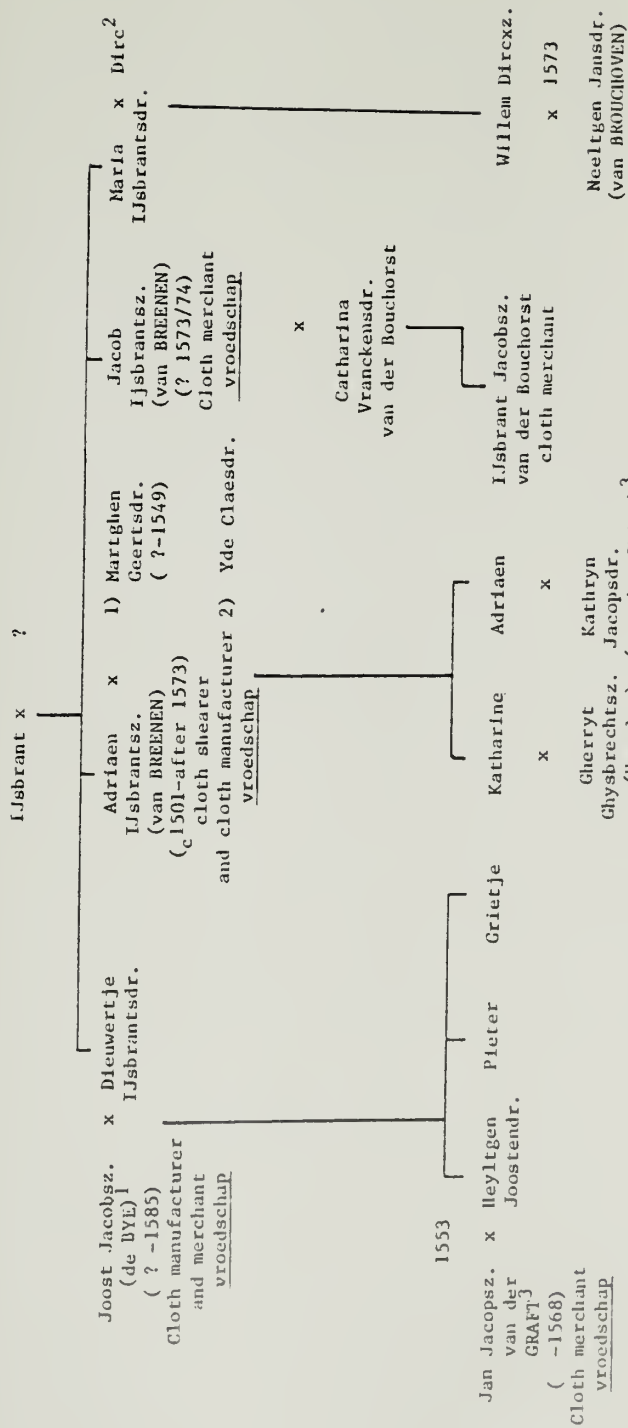 IJsbrant x ?
Joost Jacobsz. x Dieuwertje
(de BYE)1 IJsbrantsdr.
( ? -1585)
Cloth manufacturer
and merchant
vroedschap
Adriaen x 1) Martghen
IJsbrantsz. Geertsdr.
(van BREENEN) ( ?-1549)
(c1501-after 1573)
cloth shearer
and cloth manufacturer 2) Yde Claesdr.
vroedschap
Jacob
Ijsbrantsz.
(van BREENEN)
(? 1573/74)
Cloth merchant
vroedschap
x
Catharina
Vranckensdr.
van der Bouchorst
Maria x Dirc2
IJsbrantsdr.
1553
Jan Jacopsz. x Heyltgen Pieter Grietje
van der Joostendr.
GRAFT3
( -1568)
Cloth merchant
vroedschap
Katharine Adriaen
x x
Gherryt Kathryn
Ghysbrechtsz. Jacopsdr.
3
IJsbrant Jacobsz.
van der Bouchorst
cloth merchant
Willem Dircxz.
x 1573
Neeltgen Jansdr.
(van BROUCHOVEN)